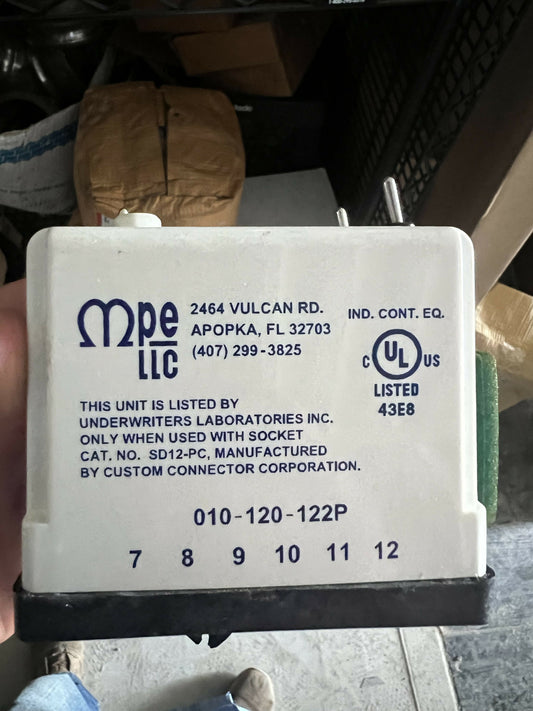 mpe
LLC
2464 VULCAN RD.
APOPKA, FL 32703
(407) 299-3825
IND. CONT. EQ.
C UL US
LISTED
43E8
THIS UNIT IS LISTED BY
UNDERWRITERS LABORATORIES INC.
ONLY WHEN USED WITH SOCKET
CAT. NO. SD12-PC, MANUFACTURED
BY CUSTOM CONNECTOR CORPORATION.
010-120-122P
7 8 9 10 11 12